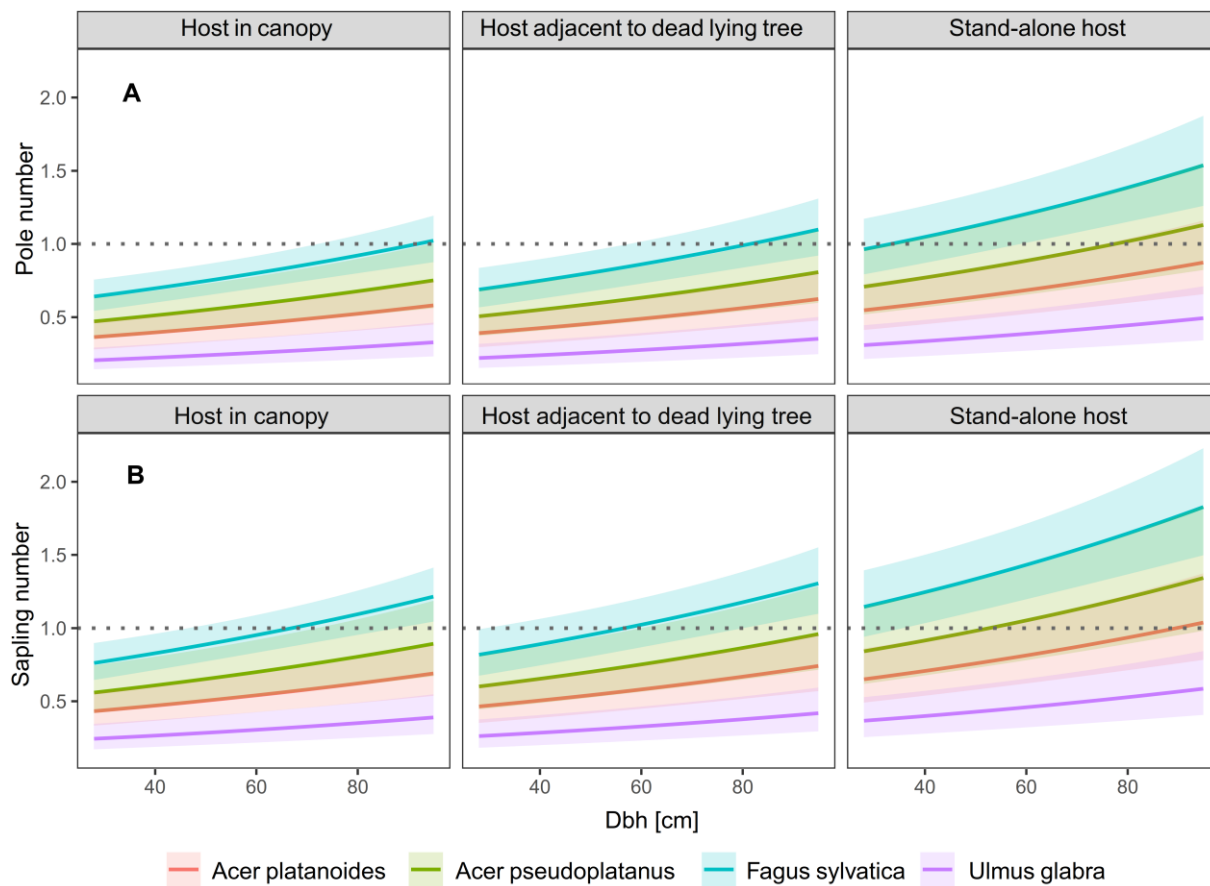 Host in canopy Host adjacent to dead lying tree Stand-alone host
A
Pole number
2.0
1.5
1.0
0.5
Host in canopy Host adjacent to dead lying tree Stand-alone host
B
Sapling number
2.0
1.5
1.0
0.5
40 60 80 40 60 80 40 60 80
Dbh [cm]
Acer platanoides Acer pseudoplatanus Fagus sylvatica Ulmus glabra